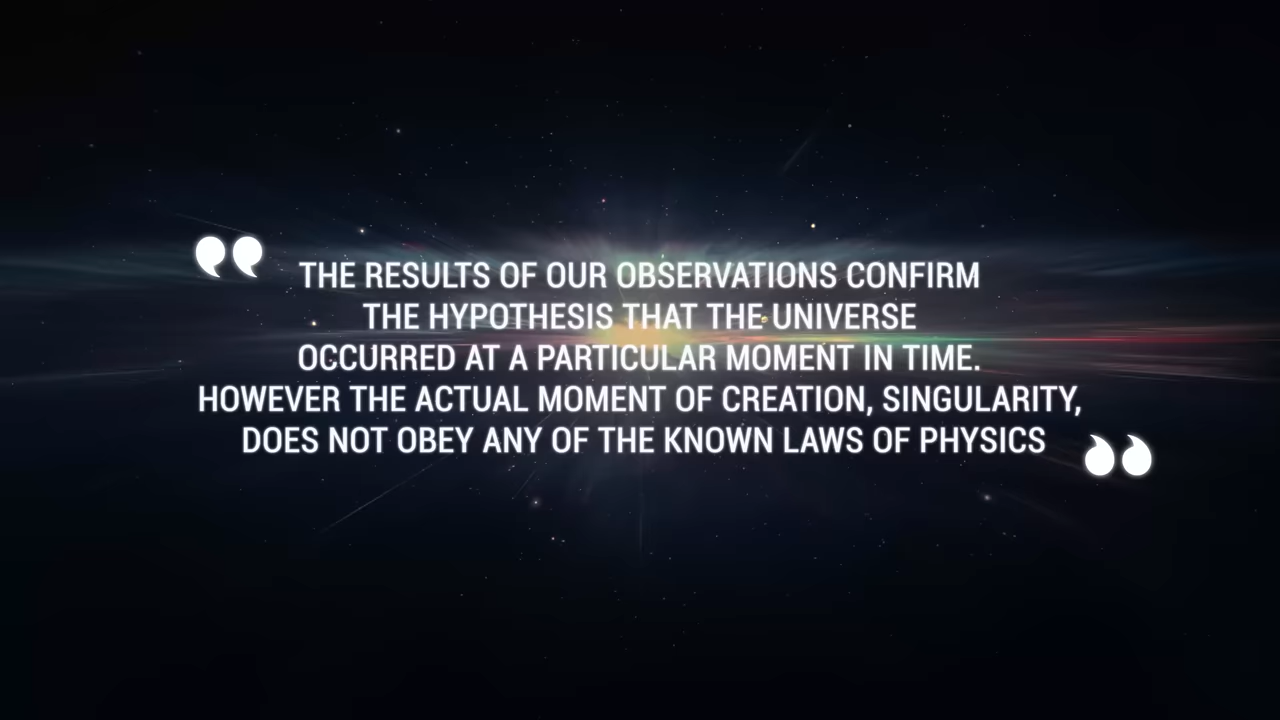 ❟❟ THE RESULTS OF OUR OBSERVATIONS CONFIRM
THE HYPOTHESIS THAT THE UNIVERSE
OCCURRED AT A PARTICULAR MOMENT IN TIME.
HOWEVER THE ACTUAL MOMENT OF CREATION, SINGULARITY,
DOES NOT OBEY ANY OF THE KNOWN LAWS OF PHYSICS ❛❛